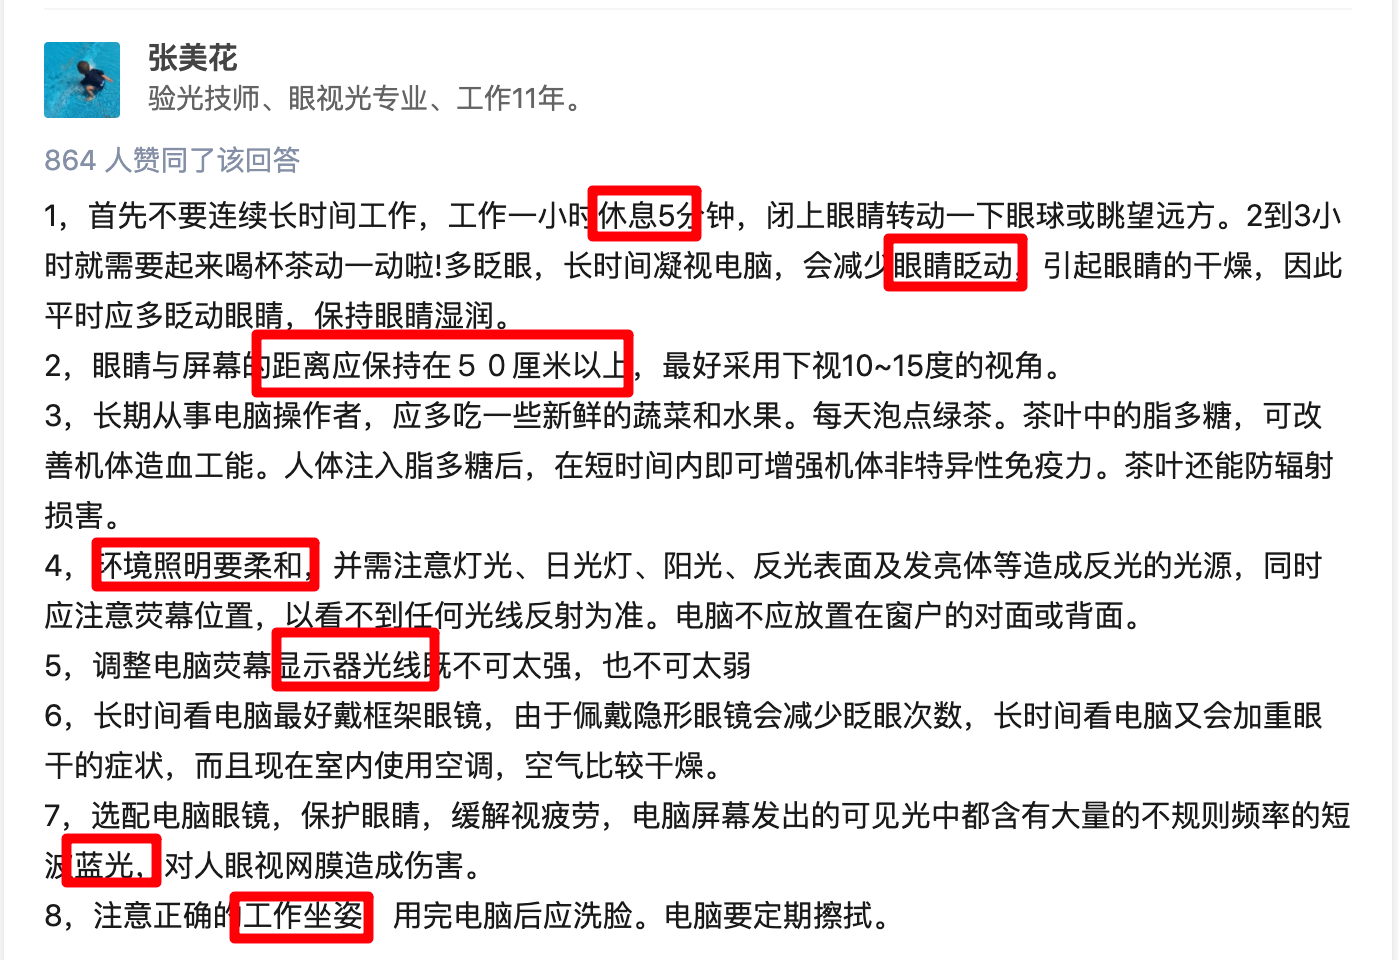 张美花
验光技师、眼视光专业、工作11年。
864 人赞同了该回答
1，首先不要连续长时间工作，工作一小时休息5分钟，闭上眼睛转动一下眼球或眺望远方。2到3小
时就需要起来喝杯茶动一动啦!多眨眼，长时间凝视电脑，会减少眼睛眨动，引起眼睛的干燥，因此
平时应多眨动眼睛，保持眼睛湿润。
2，眼睛与屏幕的距离应保持在５０厘米以上，最好采用下视10~15度的视角。
3，长期从事电脑操作者，应多吃一些新鲜的蔬菜和水果。每天泡点绿茶。茶叶中的脂多糖，可改
善机体造血工能。人体注入脂多糖后，在短时间内即可增强机体非特异性免疫力。茶叶还能防辐射
损害。
4，环境照明要柔和，并需注意灯光、日光灯、阳光、反光表面及发亮体等造成反光的光源，同时
应注意荧幕位置，以看不到任何光线反射为准。电脑不应放置在窗户的对面或背面。
5，调整电脑荧幕显示器光线既不可太强，也不可太弱
6，长时间看电脑最好戴框架眼镜，由于佩戴隐形眼镜会减少眨眼次数，长时间看电脑又会加重眼
干的症状，而且现在室内使用空调，空气比较干燥。
7，选配电脑眼镜，保护眼睛，缓解视疲劳，电脑屏幕发出的可见光中都含有大量的不规则频率的短
波蓝光，对人眼视网膜造成伤害。
8，注意正确的工作坐姿，用完电脑后应洗脸。电脑要定期擦拭。